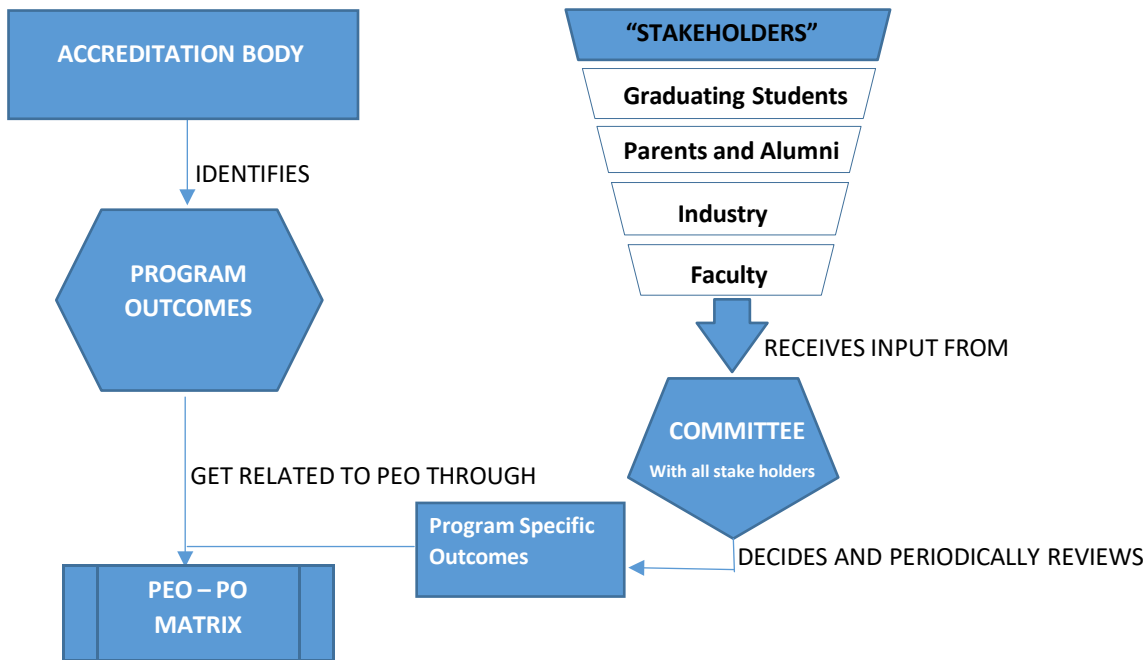 ACCREDITATION BODY
IDENTIFIES
PROGRAM
OUTCOMES
GET RELATED TO PEO THROUGH
PEO – PO
MATRIX
“STAKEHOLDERS”
Graduating Students
Parents and Alumni
Industry
Faculty
RECEIVES INPUT FROM
COMMITTEE
With all stake holders
DECIDES AND PERIODICALLY REVIEWS
Program Specific
Outcomes